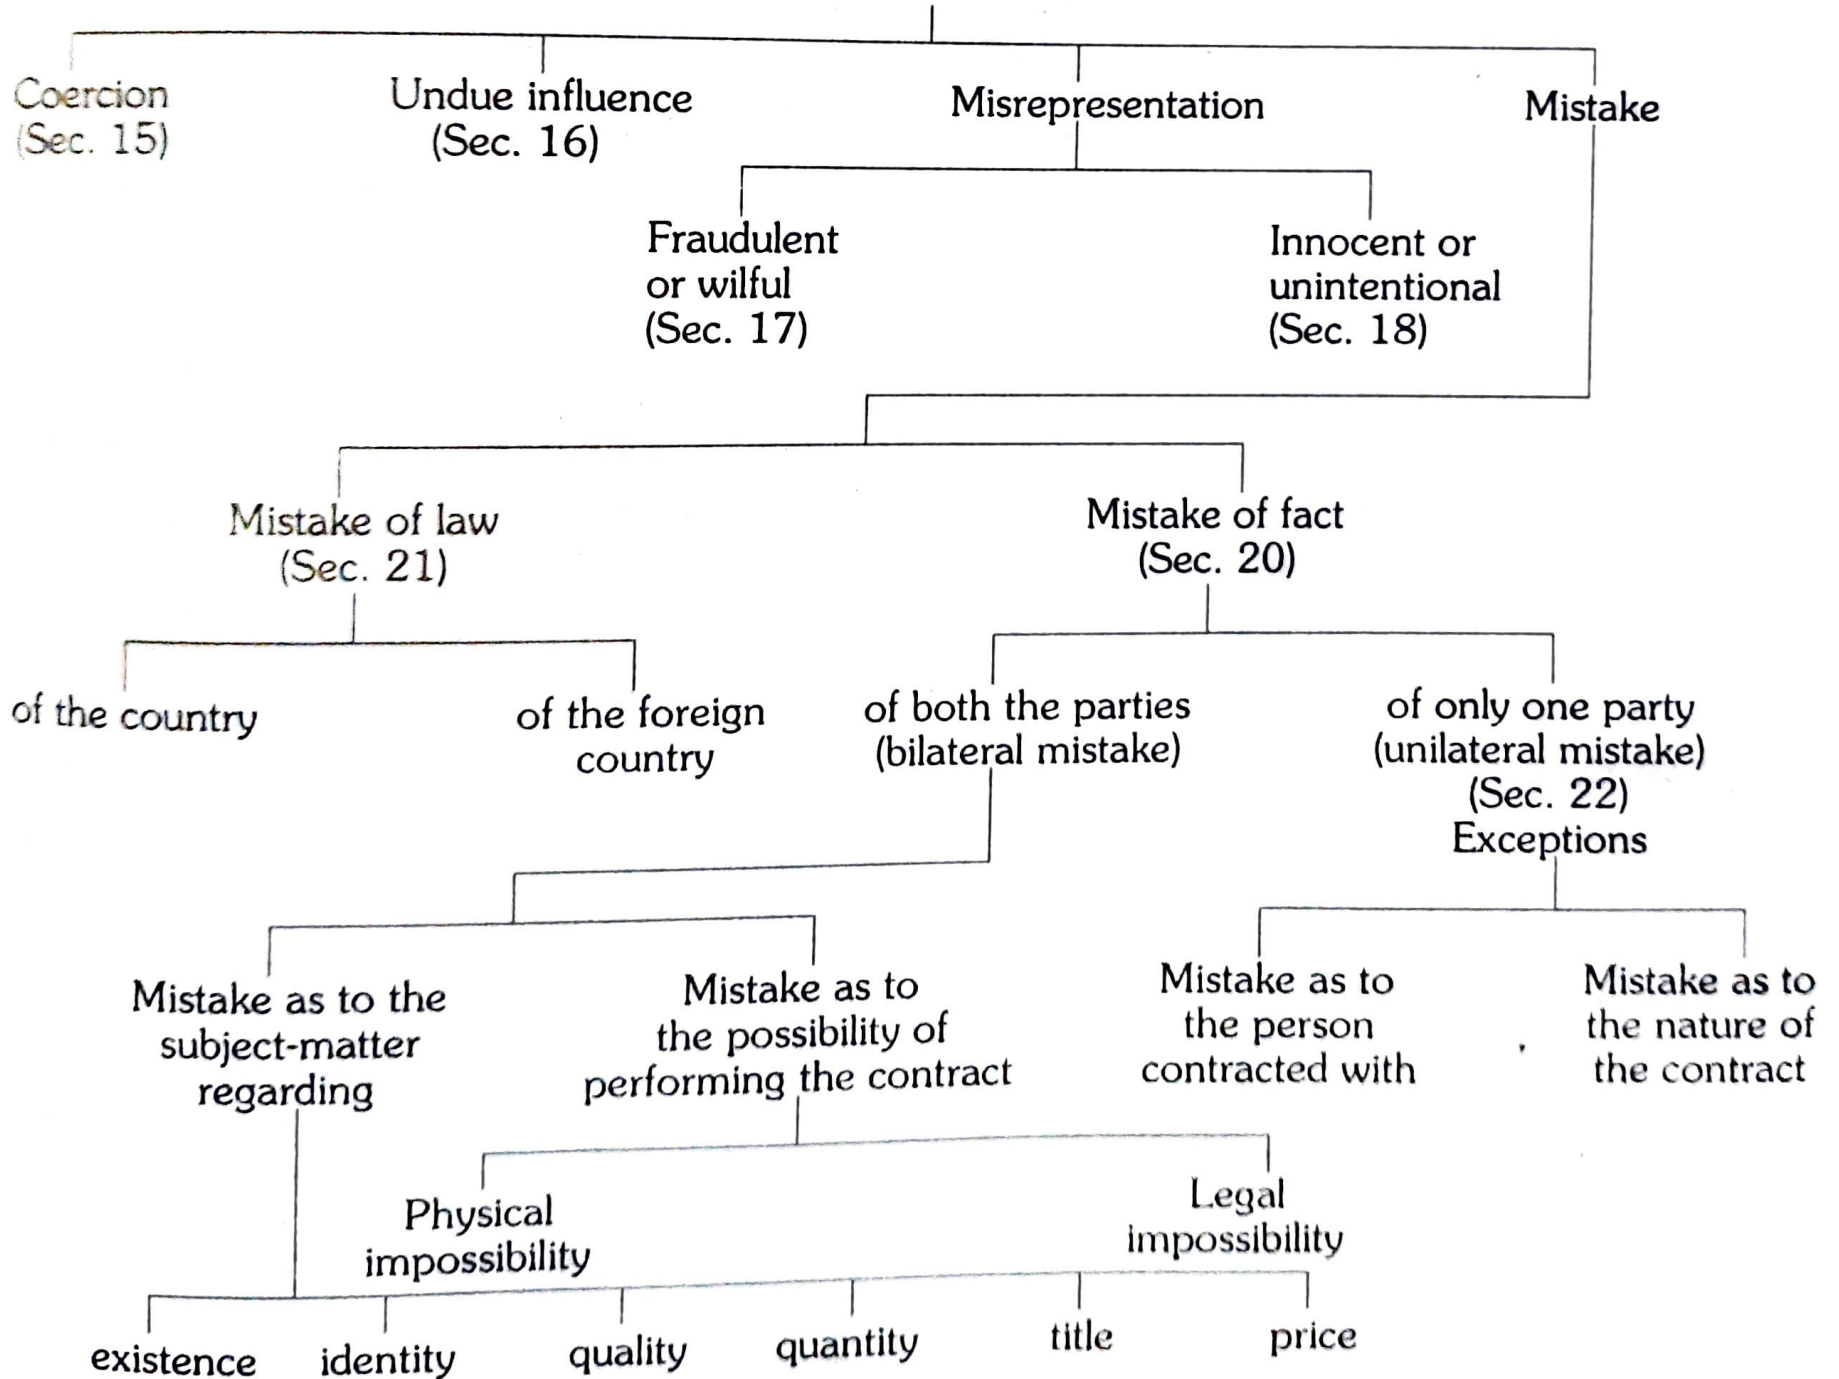 Coercion
(Sec. 15)
Undue influence
(Sec. 16)
Misrepresentation
Mistake
Fraudulent
or wilful
(Sec. 17)
Innocent or
unintentional
(Sec. 18)
Mistake of law
(Sec. 21)
Mistake of fact
(Sec. 20)
of the country
of the foreign
country
of both the parties
(bilateral mistake)
of only one party
(unilateral mistake)
(Sec. 22)
Exceptions
Mistake as to the
subject-matter
regarding
Mistake as to
the possibility of
performing the contract
Mistake as to
the person
contracted with
Mistake as to
the nature of
the contract
Physical
impossibility
Legal
impossibility
existence
identity
quality
quantity
title
price